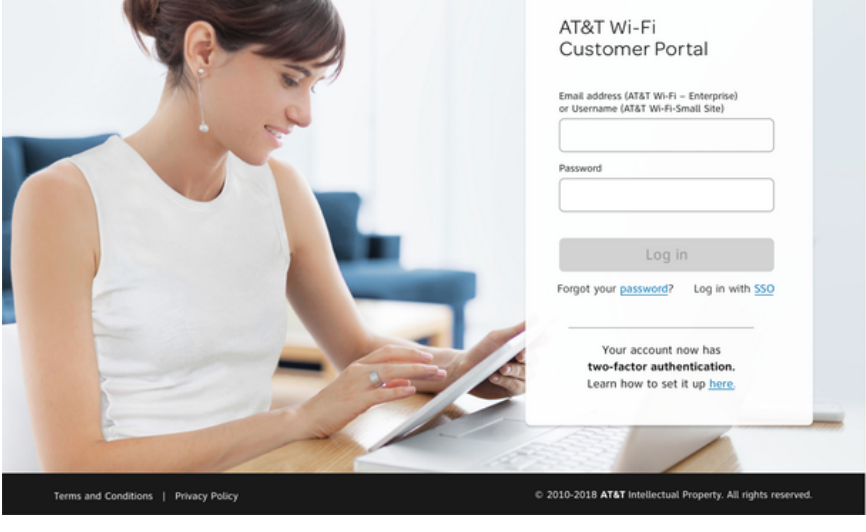 AT&T Wi-Fi
Customer Portal
Email address (AT&T Wi-Fi – Enterprise)
or Username (AT&T Wi-Fi-Small Site)
Password
Log in
Forgot your password? Log in with SSO
Your account now has
two-factor authentication.
Learn how to set it up here.
Terms and Conditions | Privacy Policy
© 2010-2018 AT&T Intellectual Property. All rights reserved.